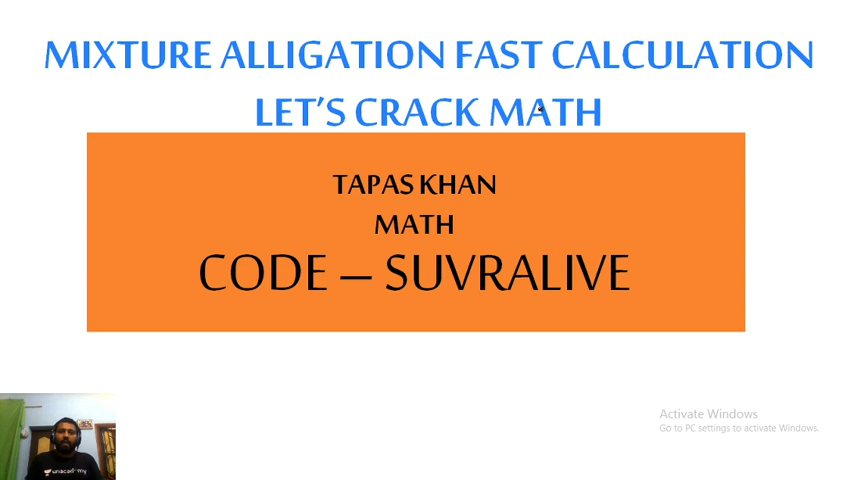 MIXTURE ALLIGATION FAST CALCULATION
LET'S CRACK MATH
TAPAS KHAN
MATH
CODE – SUVRALIVE
Activate Windows
Go to PC settings to activate Windows.
unacademy